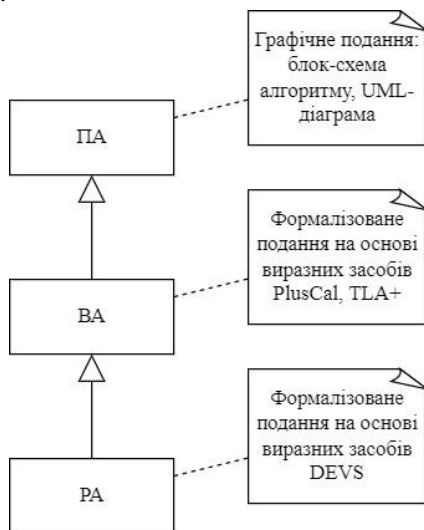 Графічне подання:
блок-схема
алгоритму, UML-
діаграма
ПА
Формалізоване
подання на основі
виразних засобів
PlusCal, TLA+
ВА
Формалізоване
подання на основі
виразних засобів
DEVS
РА